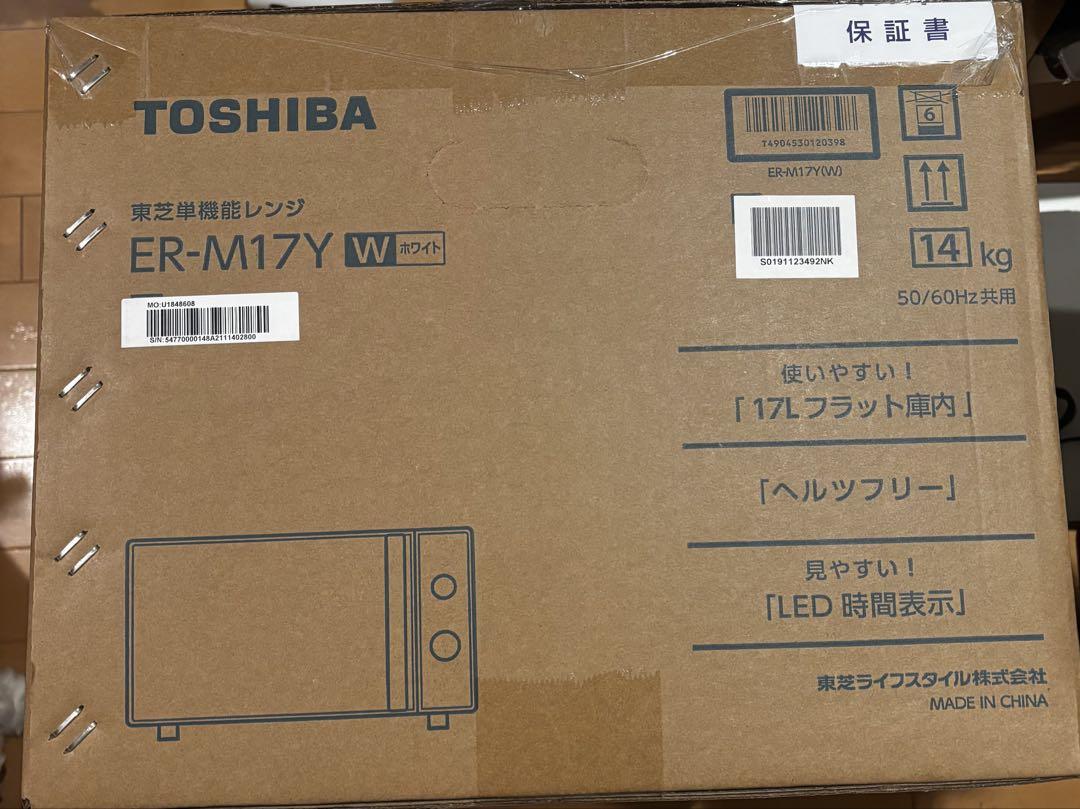 保証書
TOSHIBA
T4904530120398
ER-M17Y(W)
6
東芝単機能レンジ
ER-M17Y W ホワイト
S0191123492NK
14 kg
50/60Hz共用
MO:U1848608
S/N:54770000148A2111402800
使いやすい!
「17Lフラット庫内」
「ヘルツフリー」
見やすい!
「LED 時間表示」
東芝ライフスタイル株式会社
MADE IN CHINA